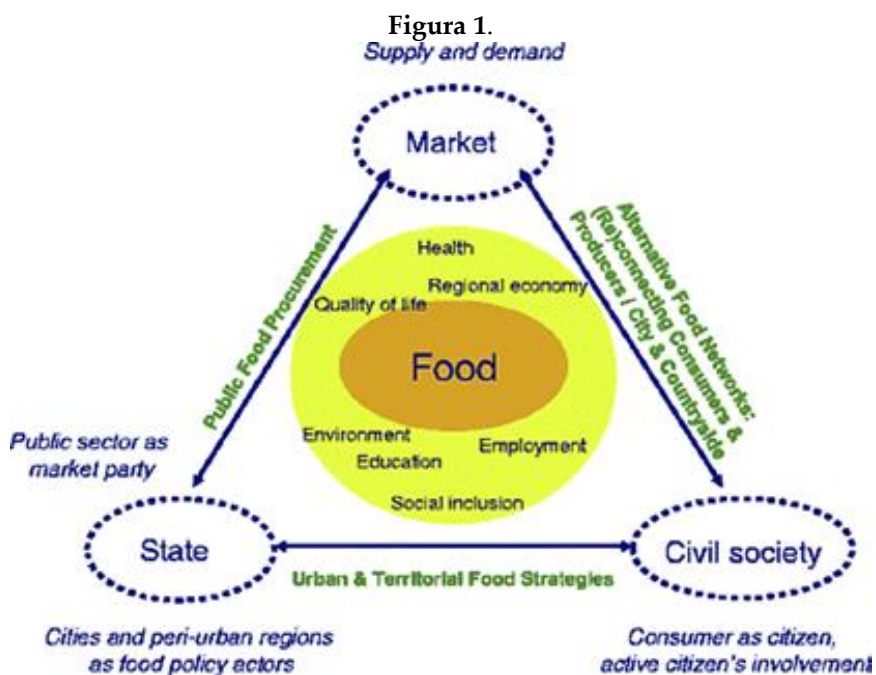 Figura 1.
Supply and demand
Market
Public Food Procurement
Alternative Food Networks:
(Re)connecting Consumers &
Producers / City & Countryside
Health
Regional economy
Quality of life
Food
Environment
Employment
Education
Social inclusion
Public sector as
market party
State
Civil society
Urban & Territorial Food Strategies
Cities and peri-urban regions
as food policy actors
Consumer as citizen,
active citizen's involvement